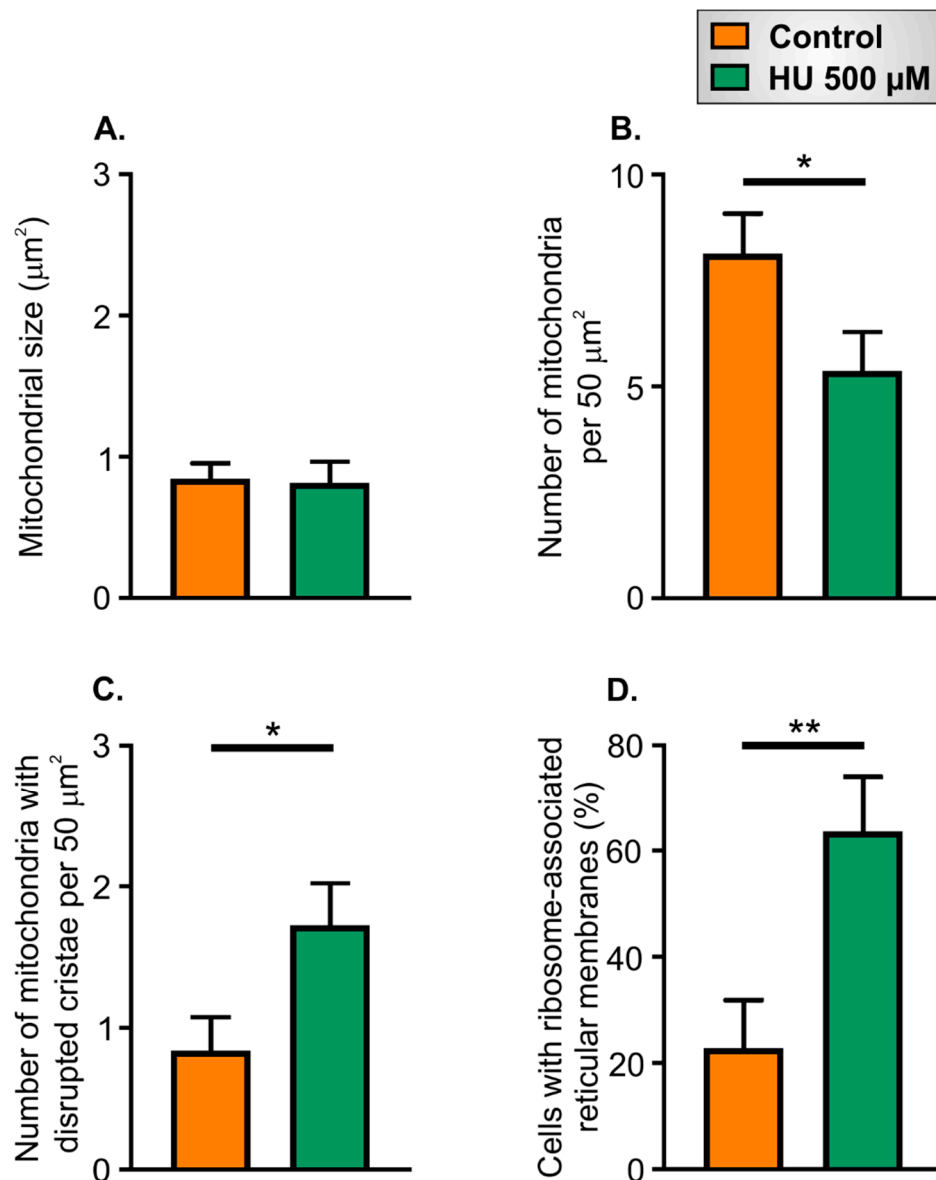 Control
HU 500 µM
A.
Mitochondrial size (µm²)
3
2
1
0
B.
Number of mitochondria
per 50 µm²
10
5
0
*
C.
Number of mitochondria with
disrupted cristae per 50 µm²
3
2
1
0
*
D.
Cells with ribosome-associated
reticular membranes (%)
80
60
40
20
0
**